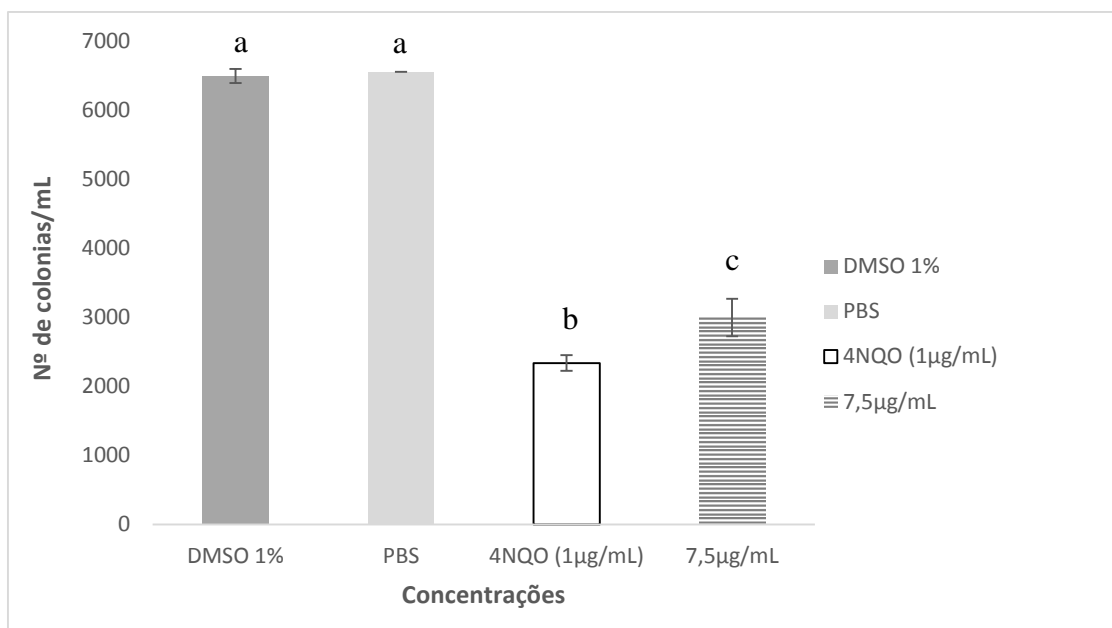 Nº de colonias/mL
7000
6000
5000
4000
3000
2000
1000
0
a
a
b
c
DMSO 1%
PBS
4NQO (1µg/mL)
7,5µg/mL
Concentrações
DMSO 1%
PBS
4NQO (1µg/mL)
7,5µg/mL